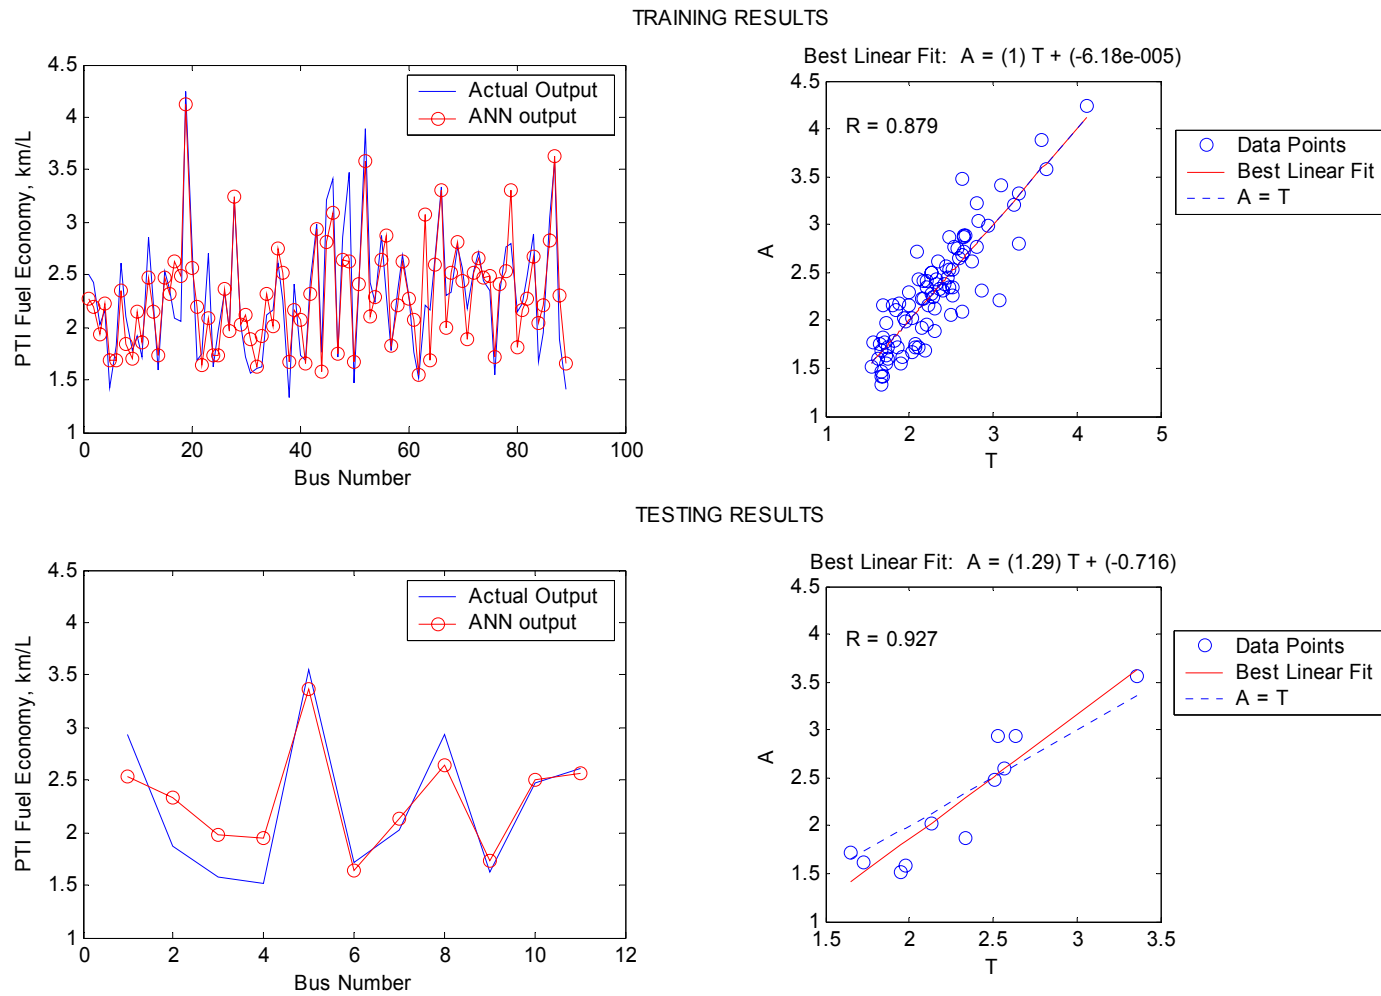 TRAINING RESULTS
PTI Fuel Economy, km/L
4.5
4
3.5
3
2.5
2
1.5
1
0
20
40
60
80
100
Bus Number
Actual Output
ANN output
Best Linear Fit: A = (1) T + (-6.18e-005)
A
4.5
4
3.5
3
2.5
2
1.5
1
1
2
3
4
5
T
R = 0.879
Data Points
Best Linear Fit
A = T
TESTING RESULTS
PTI Fuel Economy, km/L
4.5
4
3.5
3
2.5
2
1.5
1
0
2
4
6
8
10
12
Bus Number
Actual Output
ANN output
Best Linear Fit: A = (1.29) T + (-0.716)
A
4.5
4
3.5
3
2.5
2
1.5
1
1.5
2
2.5
3
3.5
T
R = 0.927
Data Points
Best Linear Fit
A = T